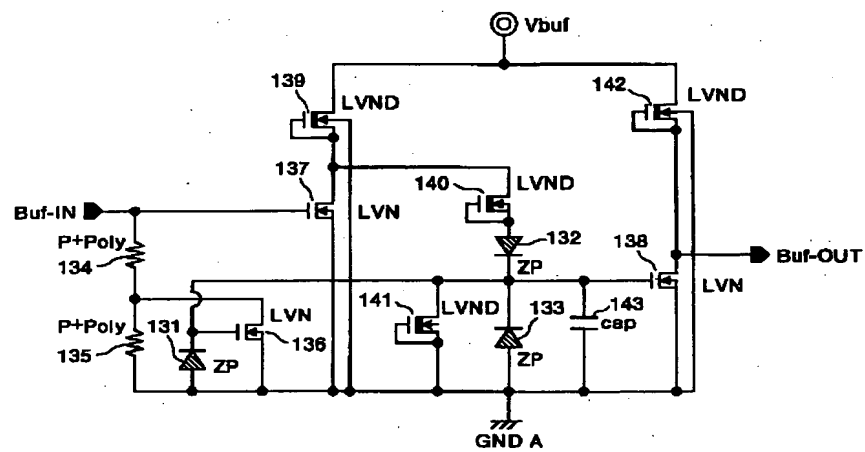 Vbuf
139
LVND
142
LVND
137
140
LVND
Buf-IN
LVN
132
138
P+Poly
134
ZP
Buf-OUT
LVN
LVND
143
cap
LVN
141
133
P+Poly
131
136
135
ZP
ZP
GND A